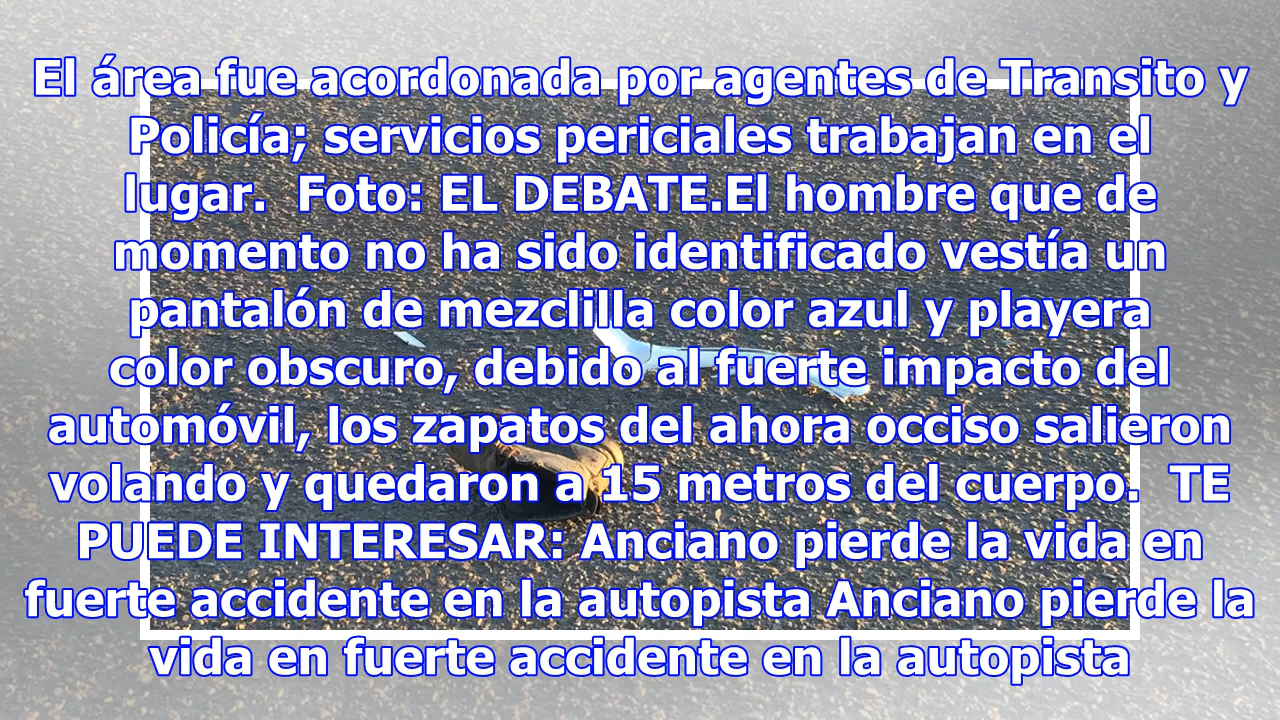 El área fue acordonada por agentes de Transito y
Policía; servicios periciales trabajan en el
lugar.  Foto: EL DEBATE.El hombre que de
momento no ha sido identificado vestía un
pantalón de mezclilla color azul y playera
color obscuro, debido al fuerte impacto del
automóvil, los zapatos del ahora occiso salieron
volando y quedaron a 15 metros del cuerpo.  TE
PUEDE INTERESAR: Anciano pierde la vida en
fuerte accidente en la autopista Anciano pierde la
vida en fuerte accidente en la autopista